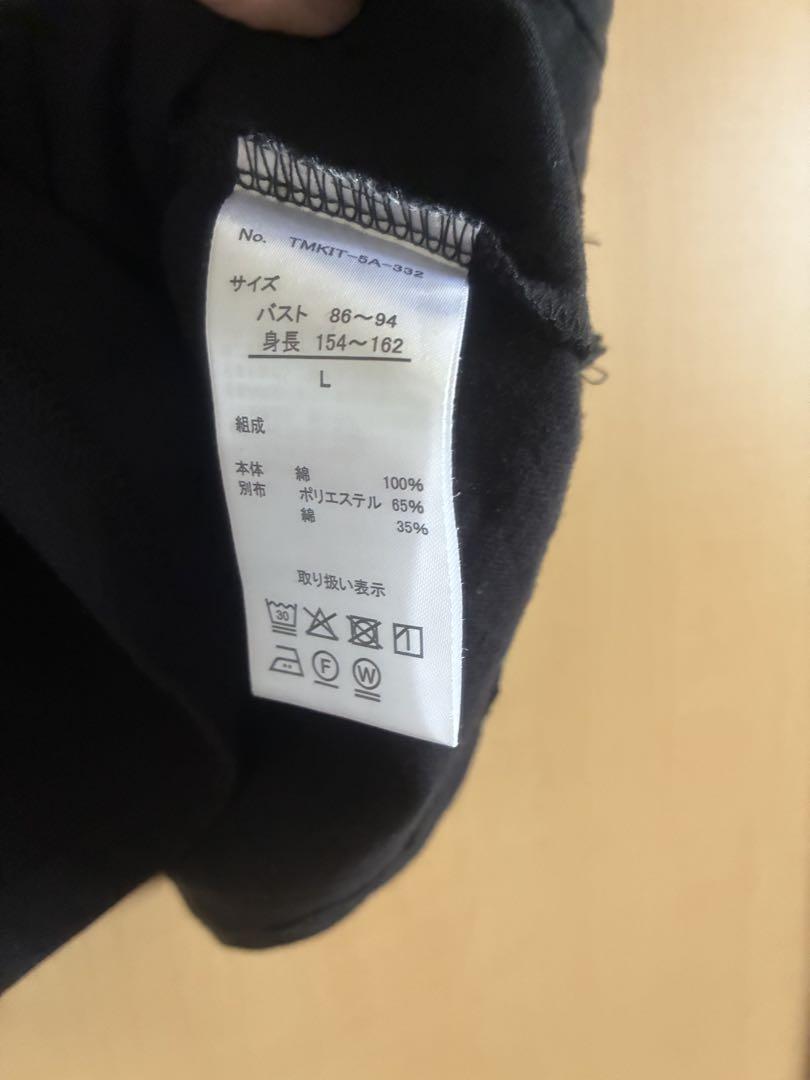 No. TMKIT-5A-332
サイズ
バスト 86～94
身長 154～162
L
組成
本体 綿 100%
別布 ポリエステル 65%
綿 35%
取り扱い表示
30
F W